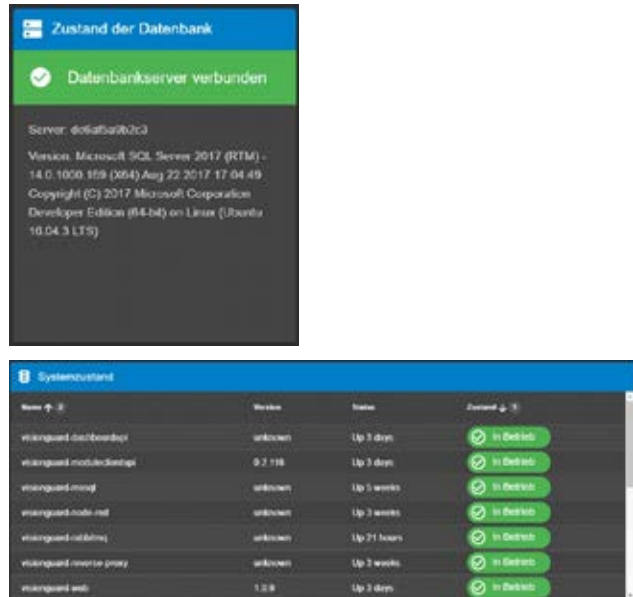 Zustand der Datenbank
Datenbankserver verbunden
Server:
Version: Microsoft SQL Server 2017 (RTM) -
14.0.1000.169 (X64) Aug 22 2017 17:04:49
Copyright (C) 2017 Microsoft Corporation
Developer Edition (64-bit) on Linux (Ubuntu
16.04.3 LTS)
Systemzustand
Name 2 Version Status Zustand 1
visionguard-dashboardapi unknown Up 3 days In Betrieb
visionguard-moduleclientapi Up 3 days In Betrieb
visionguard-mssql unknown Up 5 weeks In Betrieb
visionguard-node-red unknown Up 3 weeks In Betrieb
visionguard-rabbitmq unknown Up 21 hours In Betrieb
visionguard-reverse-proxy unknown Up 3 weeks In Betrieb
visionguard-web Up 3 days In Betrieb